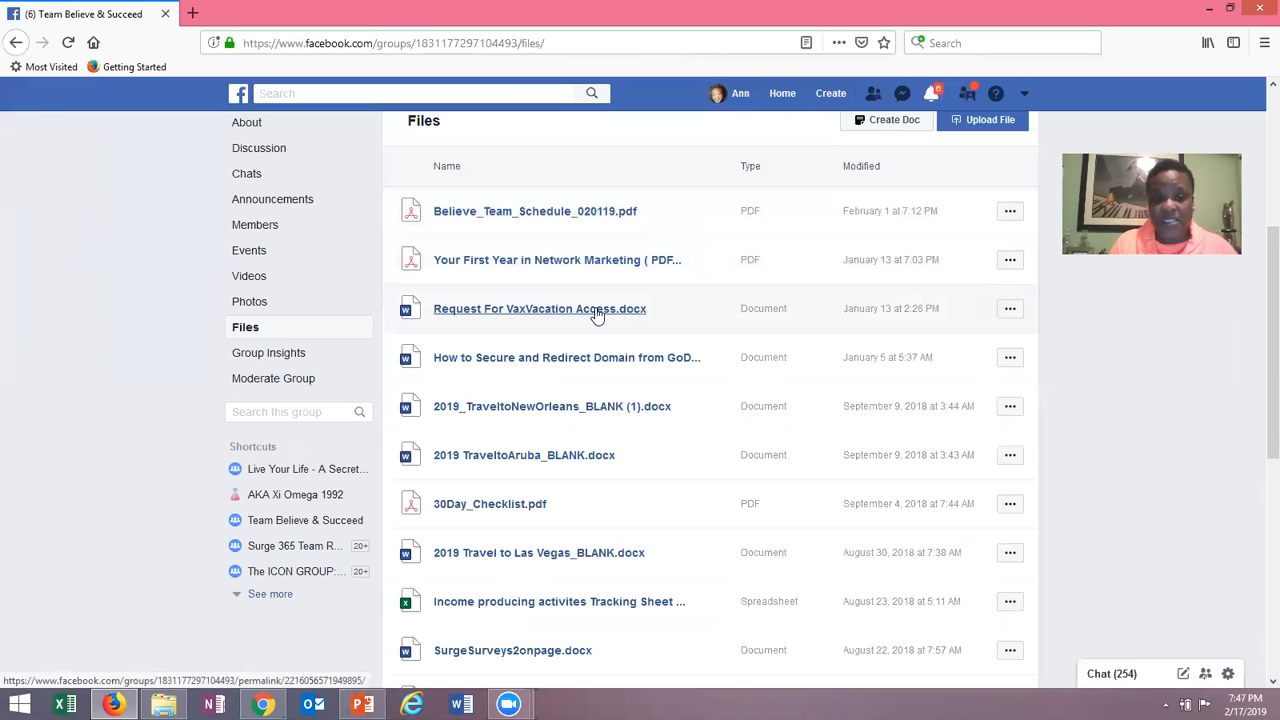 (6) Team Believe & Succeed
https://www.facebook.com/groups/1831177297104493/files/
Search
Most Visited
Getting Started
Search
Ann
Home
Create
6
About
Discussion
Chats
Announcements
Members
Events
Videos
Photos
Files
Group Insights
Moderate Group
Search this group
Shortcuts
Live Your Life - A Secret...
AKA Xi Omega 1992
Team Believe & Succeed
Surge 365 Team R... 20+
The ICON GROUP:... 20+
See more
Files
Create Doc
Upload File
Name Type Modified
Believe_Team_Schedule_020119.pdf PDF February 1 at 7:12 PM
Your First Year in Network Marketing ( PDF... PDF January 13 at 7:03 PM
Request For VaxVacation Access.docx Document January 13 at 2:26 PM
How to Secure and Redirect Domain from GoD... Document January 5 at 5:37 AM
2019_TraveltoNewOrleans_BLANK (1).docx Document September 9, 2018 at 3:44 AM
2019 TraveltoAruba_BLANK.docx Document September 9, 2018 at 3:43 AM
30Day_Checklist.pdf PDF September 4, 2018 at 7:44 AM
2019 Travel to Las Vegas_BLANK.docx Document August 30, 2018 at 7:38 AM
Income producing activites Tracking Sheet ... Spreadsheet August 23, 2018 at 5:11 AM
SurgeSurveys2onpage.docx Document August 22, 2018 at 7:57 AM
Chat (254)
https://www.facebook.com/groups/1831177297104493/permalink/2216056571949895/
7:47 PM
2/17/2019